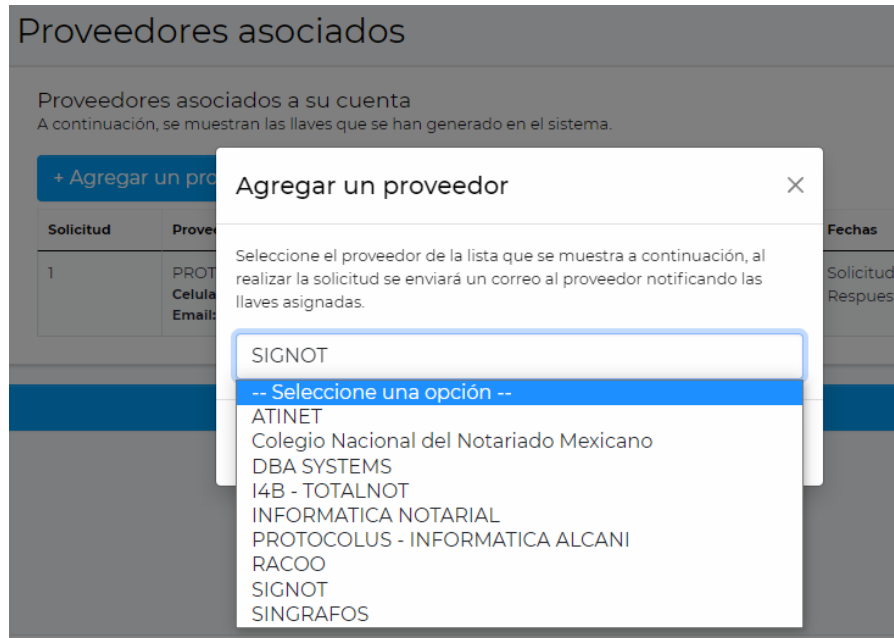 Proveedores asociados
Proveedores asociados a su cuenta
A continuación, se muestran las llaves que se han generado en el sistema.
+ Agregar un pro
Agregar un proveedor
×
Solicitud
Prove
Fechas
Seleccione el proveedor de la lista que se muestra a continuación, al
realizar la solicitud se enviará un correo al proveedor notificando las
llaves asignadas.
1
PROT
Celula
Email:
Solicitud
Respues
SIGNOT
-- Seleccione una opción --
ATINET
Colegio Nacional del Notariado Mexicano
DBA SYSTEMS
I4B - TOTALNOT
INFORMATICA NOTARIAL
PROTOCOLUS - INFORMATICA ALCANI
RACOO
SIGNOT
SINGRAFOS